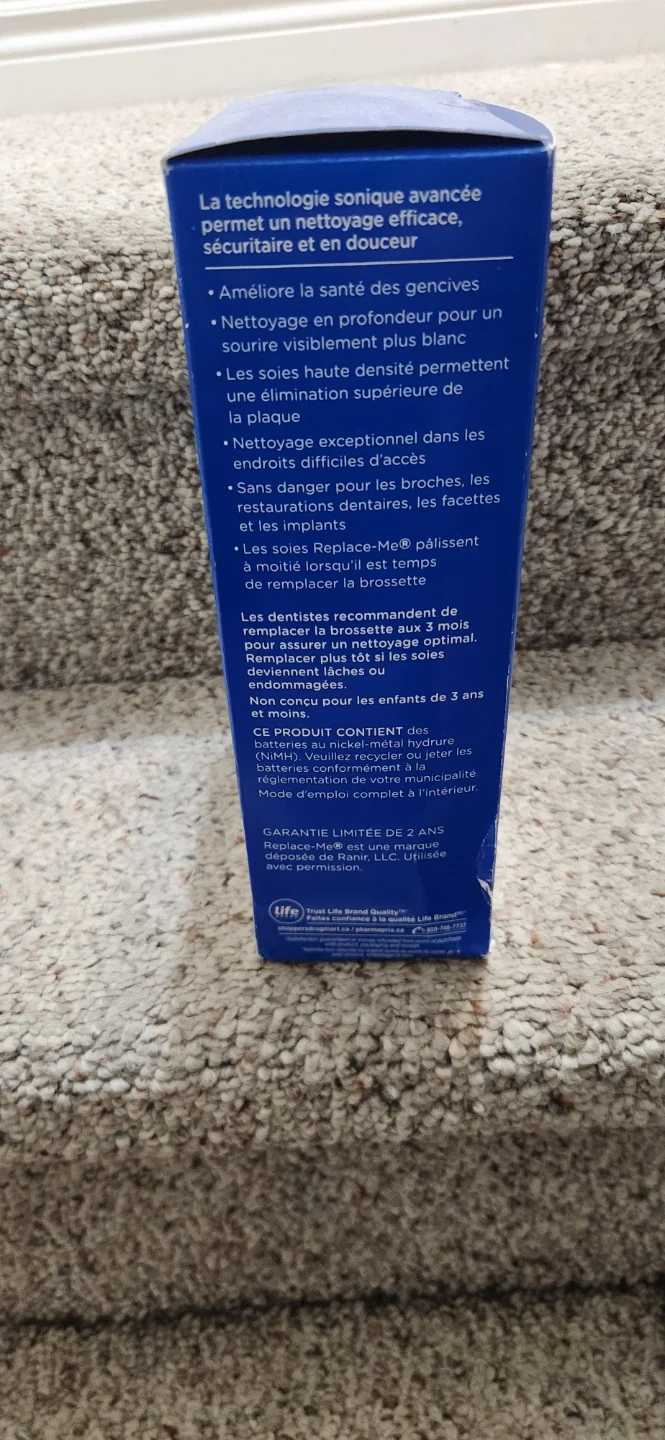 La technologie sonique avancée
permet un nettoyage efficace,
sécuritaire et en douceur
• Améliore la santé des gencives
• Nettoyage en profondeur pour un
sourire visiblement plus blanc
• Les soies haute densité permettent
une élimination supérieure de
la plaque
• Nettoyage exceptionnel dans les
endroits difficiles d'accès
• Sans danger pour les broches, les
restaurations dentaires, les facettes
et les implants
• Les soies Replace-Me® pâlissent
à moitié lorsqu'il est temps
de remplacer la brossette
Les dentistes recommandent de
remplacer la brossette aux 3 mois
pour assurer un nettoyage optimal.
Remplacer plus tôt si les soies
deviennent lâches ou
endommagées.
Non conçu pour les enfants de 3 ans
et moins.
CE PRODUIT CONTIENT des
batteries au nickel-métal hydrure
(NiMH). Veuillez recycler ou jeter les
batteries conformément à la
réglementation de votre municipalité.
Mode d'emploi complet à l'intérieur.
GARANTIE LIMITÉE DE 2 ANS
Replace-Me® est une marque
déposée de Ranir, LLC. Utilisée
avec permission.
life
Trust Life Brand Quality™
Faites confiance à la qualité Life Brand
shoppersdrugmart.ca / pharmaprix.ca